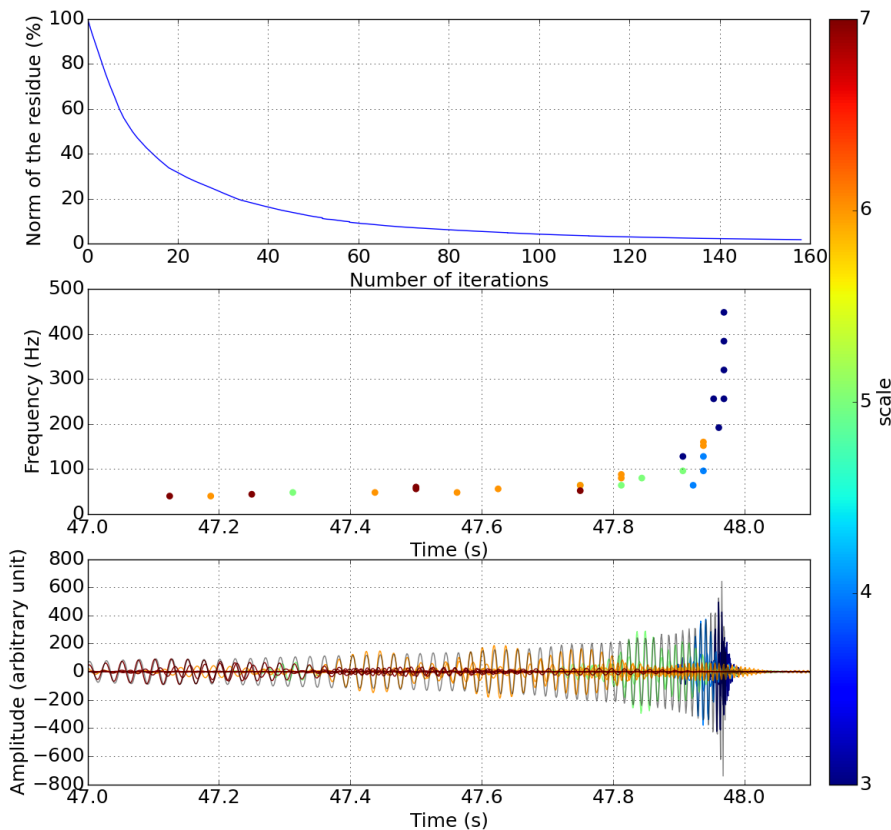 100
80
60
40
20
0
Norm of the residue (%)
0 20 40 60 80 100 120 140 160
Number of iterations
500
400
300
200
100
0
Frequency (Hz)
47.0 47.2 47.4 47.6 47.8 48.0
Time (s)
800
600
400
200
0
−200
−400
−600
−800
Amplitude (arbitrary unit)
47.0 47.2 47.4 47.6 47.8 48.0
Time (s)
7
6
5
4
3
scale